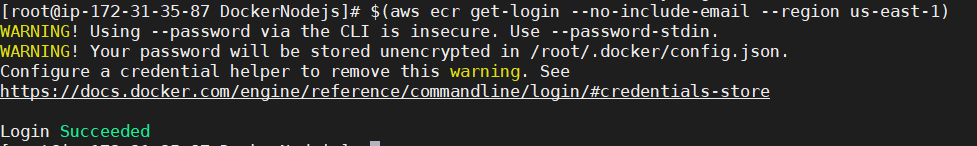 [root@ip-172-31-35-87 DockerNodejs]# $(aws ecr get-login --no-include-email --region us-east-1)
WARNING! Using --password via the CLI is insecure. Use --password-stdin.
WARNING! Your password will be stored unencrypted in /root/.docker/config.json.
Configure a credential helper to remove this warning. See
https://docs.docker.com/engine/reference/commandline/login/#credentials-store
Login Succeeded